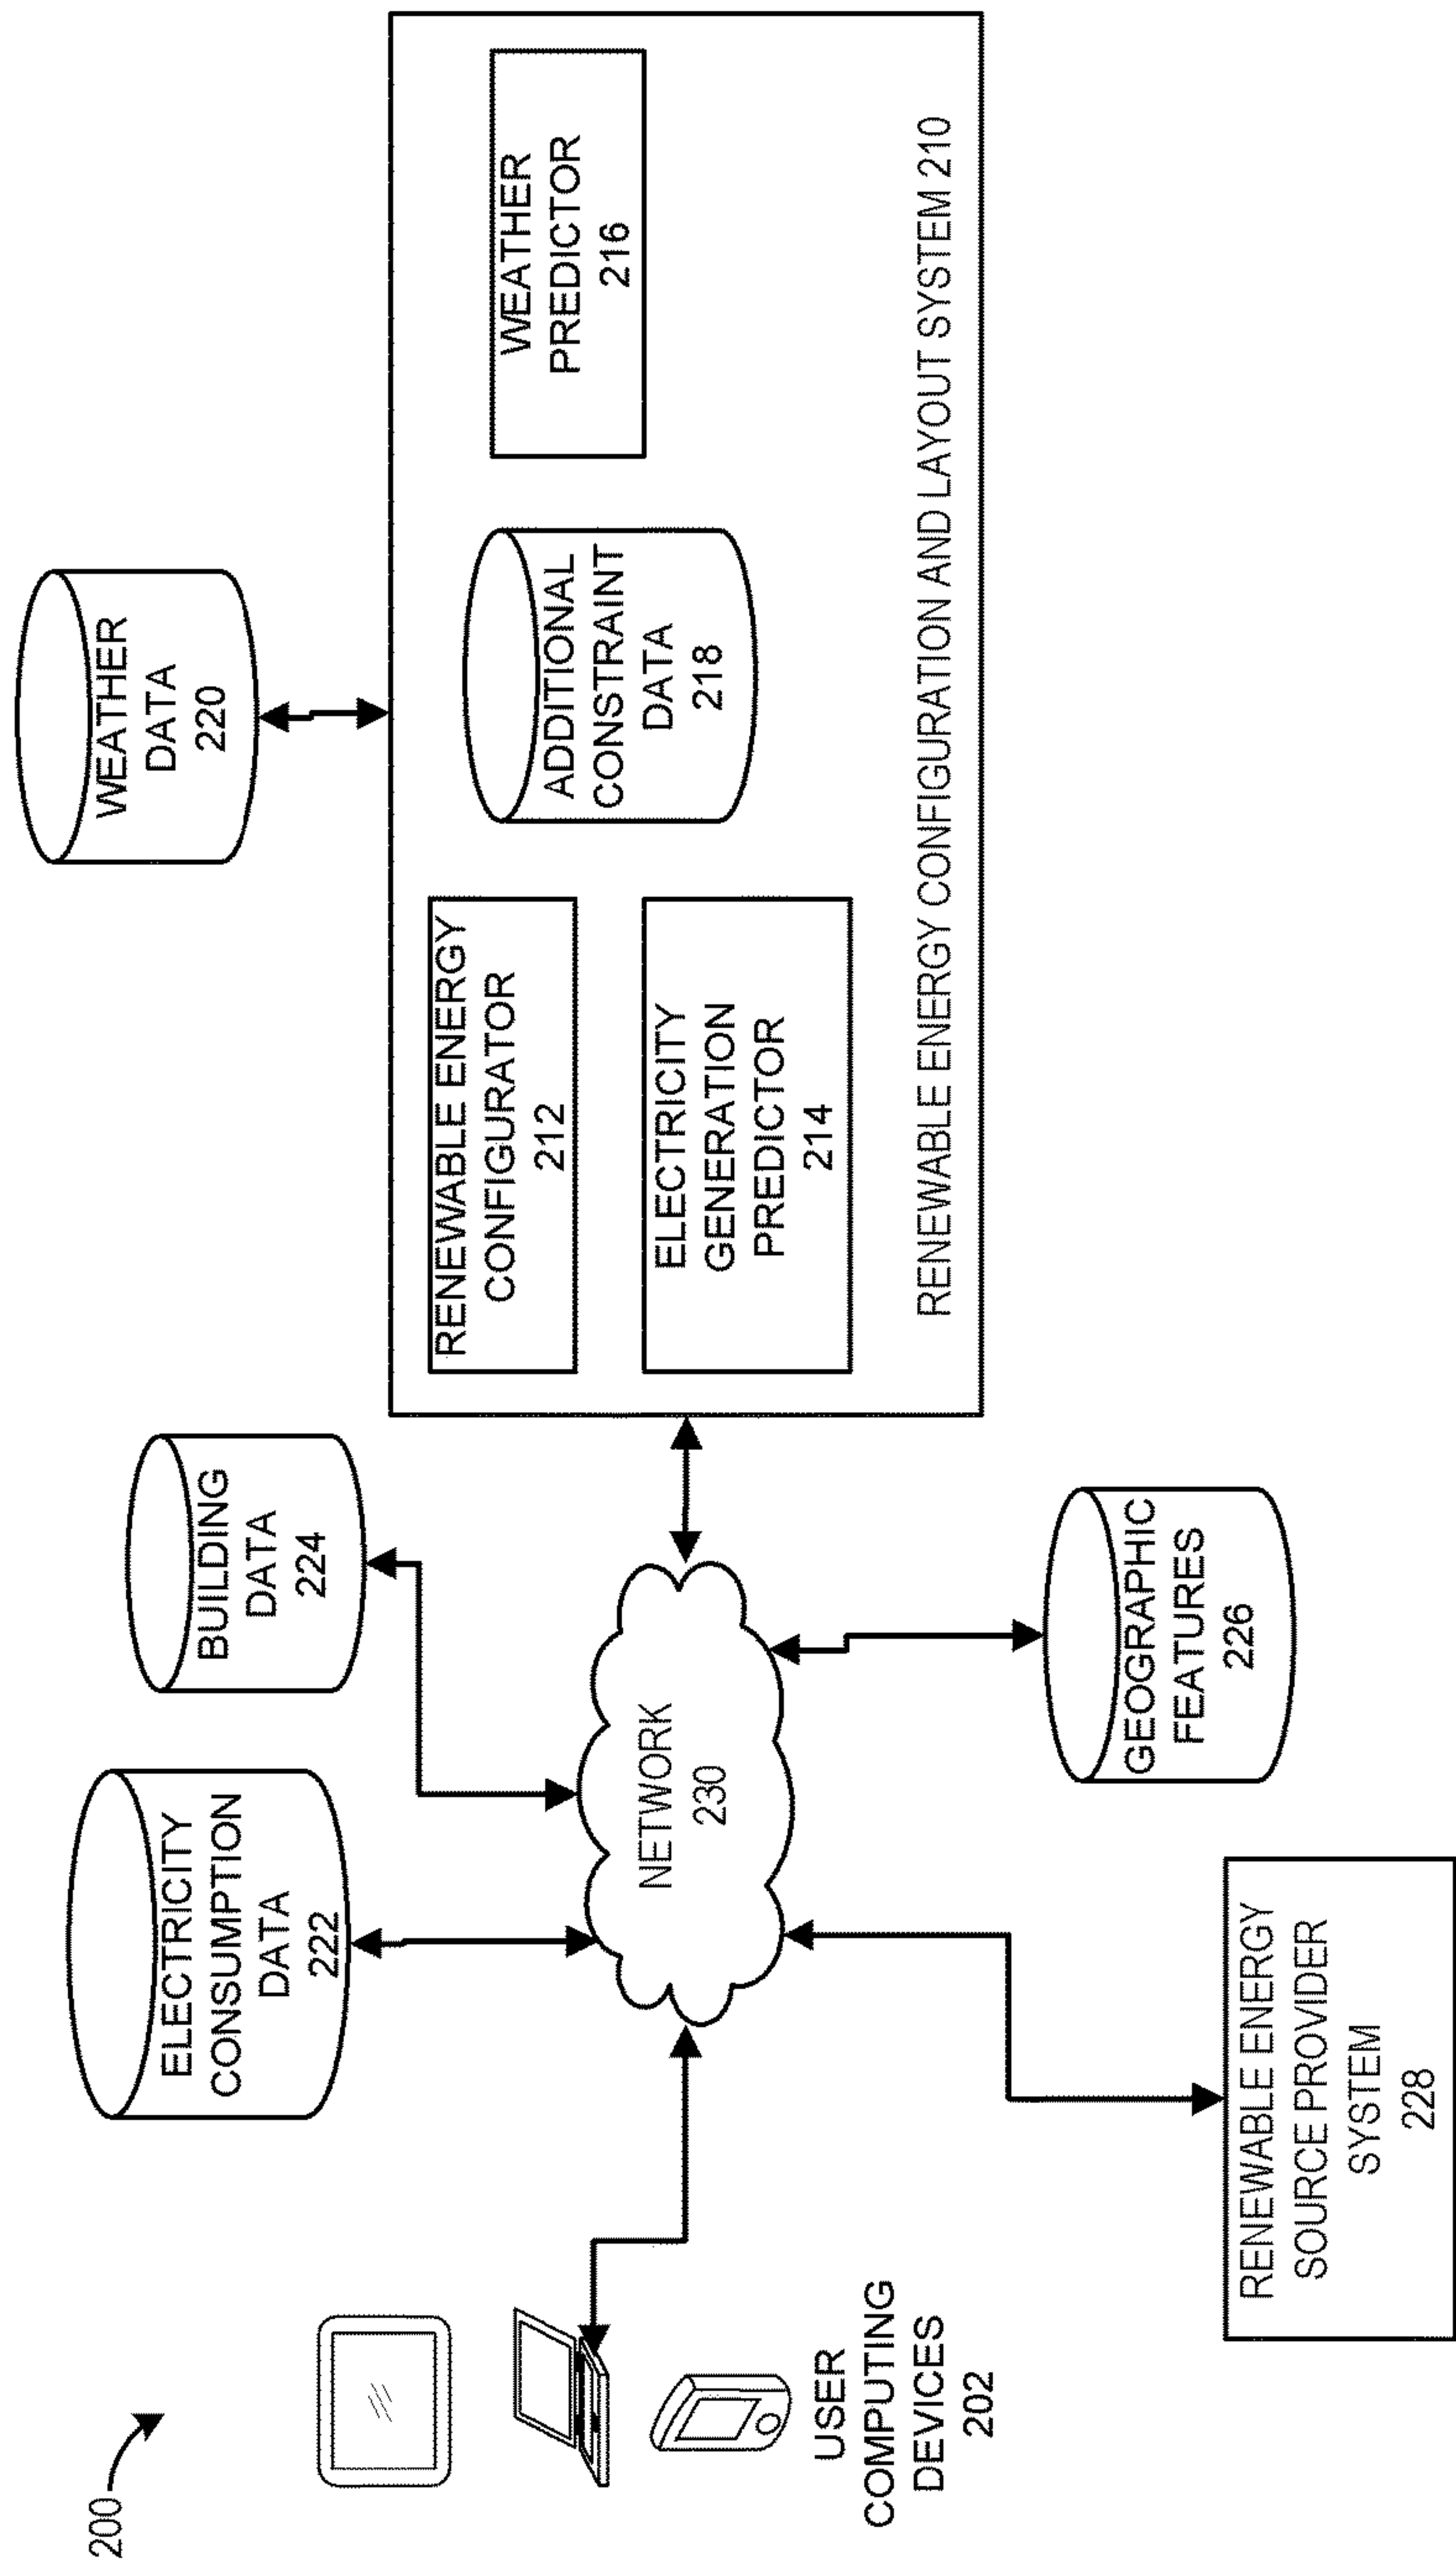 200
ELECTRICITY
CONSUMPTION
DATA
222
BUILDING
DATA
224
WEATHER
DATA
220
USER
COMPUTING
DEVICES
202
NETWORK
230
RENEWABLE ENERGY
CONFIGURATOR
212
ELECTRICITY
GENERATION
PREDICTOR
214
ADDITIONAL
CONSTRAINT
DATA
218
WEATHER
PREDICTOR
216
RENEWABLE ENERGY CONFIGURATION AND LAYOUT SYSTEM 210
RENEWABLE ENERGY
SOURCE PROVIDER
SYSTEM
228
GEOGRAPHIC
FEATURES
226